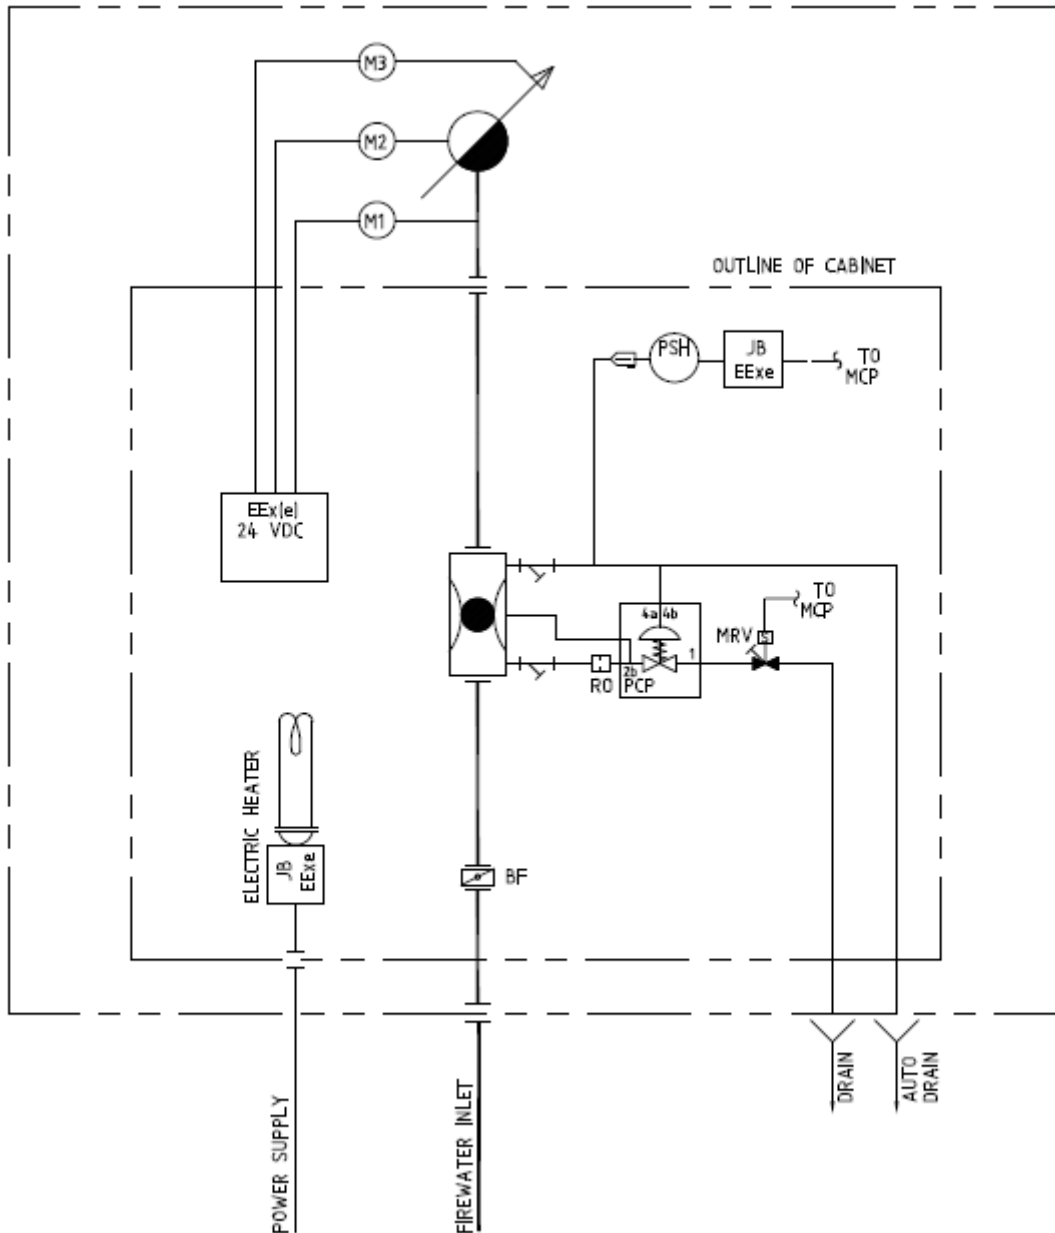 M3
M2
M1
OUTLINE OF CABINET
PSH
JB
EExe
TO
MCP
EEx(e)
24 VDC
4a 4b
TO
MCP
MRV
S
1
2b
RO
PCP
ELECTRIC HEATER
JB
EExe
BF
POWER SUPPLY
FIREWATER INLET
DRAIN
AUTO
DRAIN